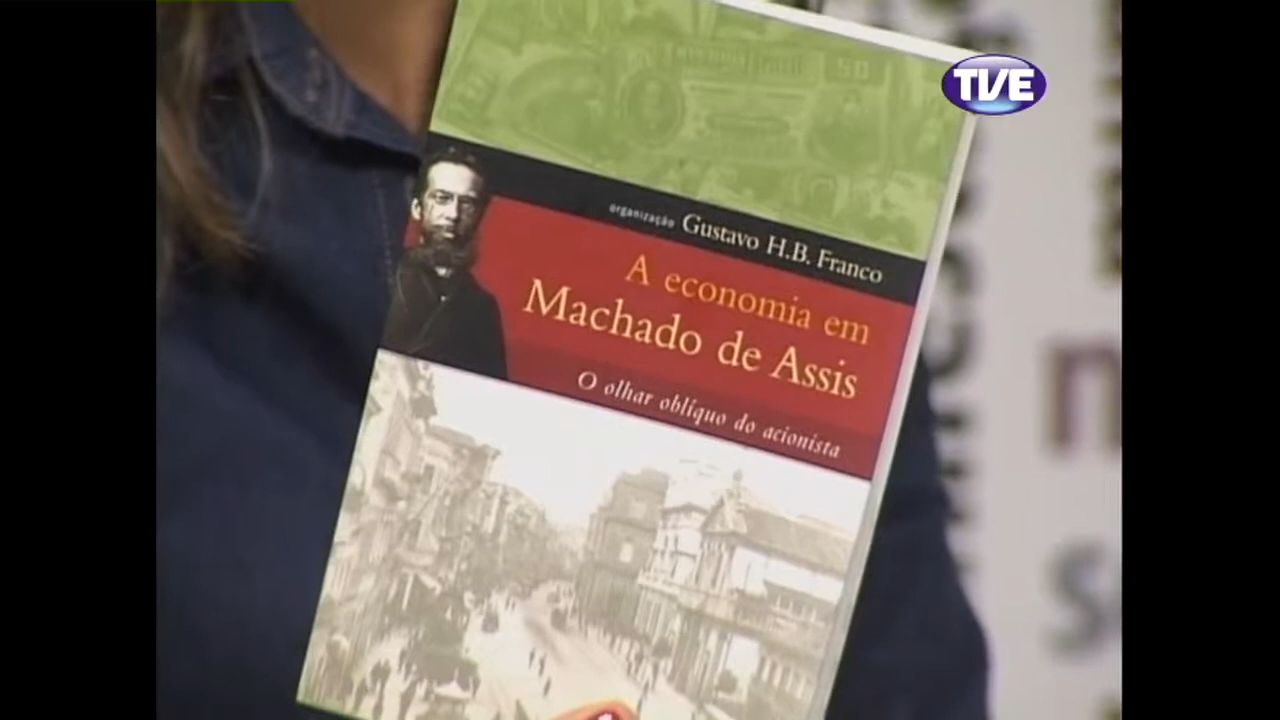 TVE
organização Gustavo H.B. Franco
A economia em
Machado de Assis
O olhar oblíquo do acionista